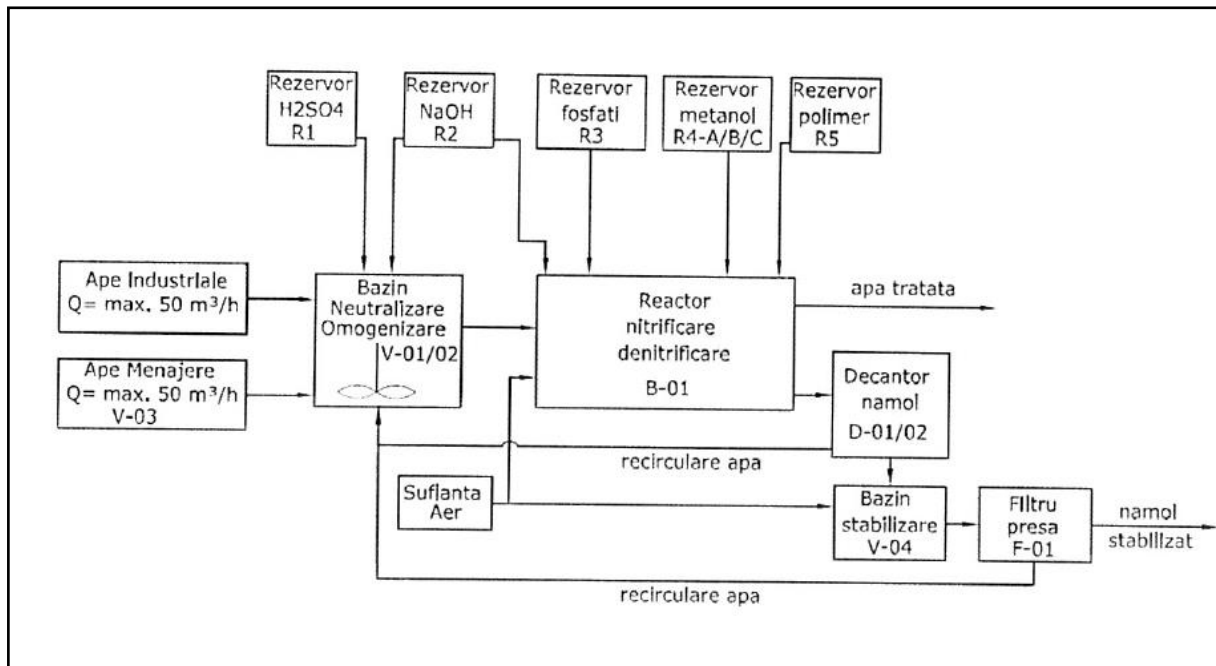 Rezervor
H2SO4
R1
Rezervor
NaOH
R2
Rezervor
fosfati
R3
Rezervor
metanol
R4-A/B/C
Rezervor
polimer
R5
Ape Industriale
Q= max. 50 m³/h
Bazin
Neutralizare
Omogenizare
V-01/02
Reactor
nitrificare
denitrificare
B-01
apa tratata
Ape Menajere
Q= max. 50 m³/h
V-03
Decantor
namol
D-01/02
recirculare apa
Suflanta
Aer
Bazin
stabilizare
V-04
Filtru
presa
F-01
namol
stabilizat
recirculare apa